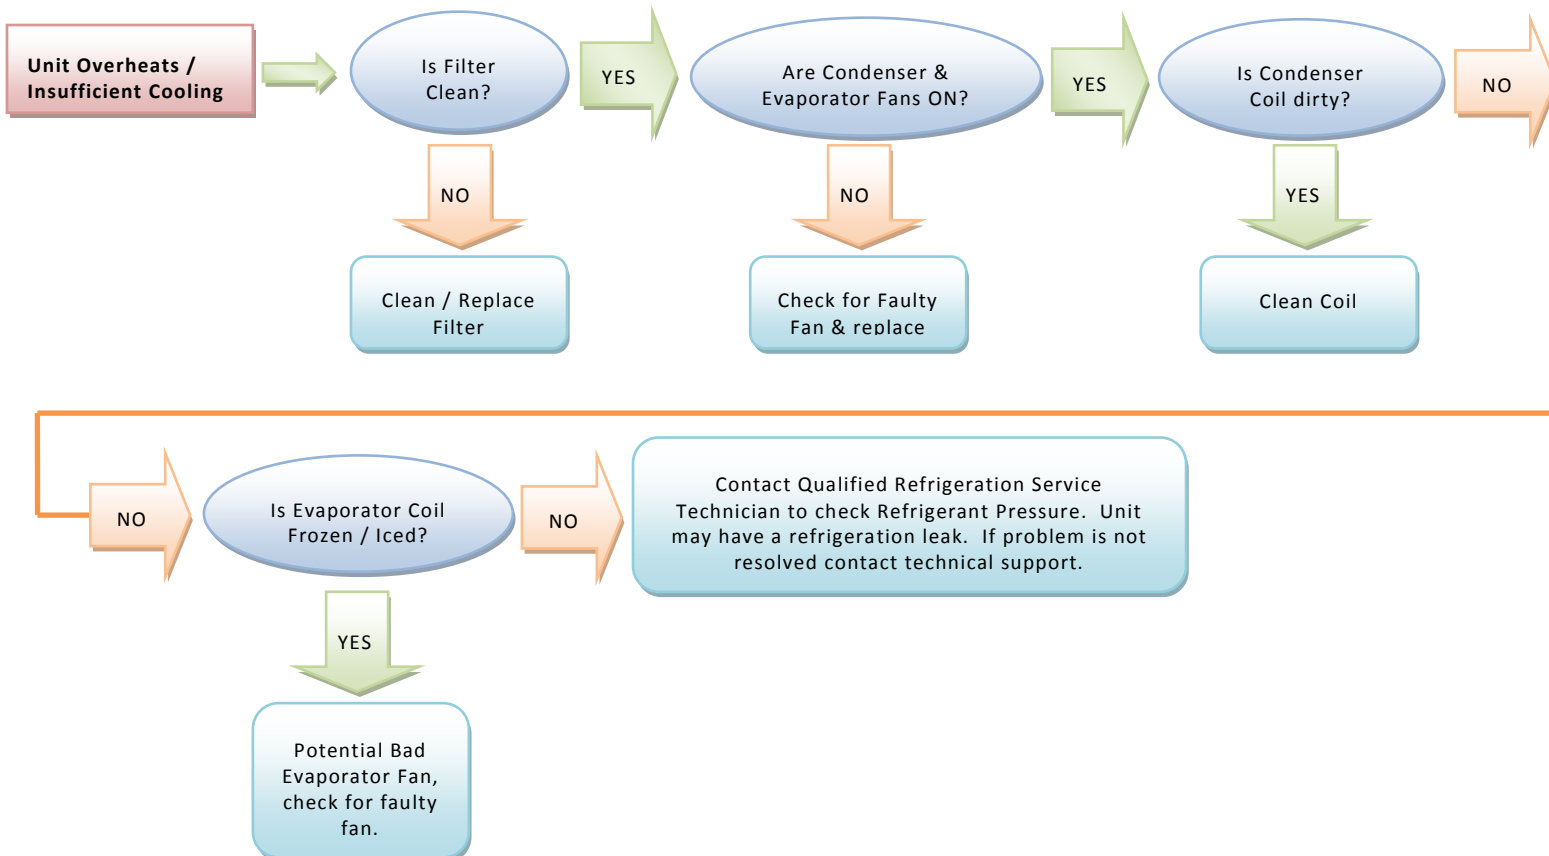 Unit Overheats /
Insufficient Cooling
Is Filter
Clean?
YES
Are Condenser &
Evaporator Fans ON?
YES
Is Condenser
Coil dirty?
NO
NO
NO
YES
Clean / Replace
Filter
Check for Faulty
Fan & replace
Clean Coil
NO
Is Evaporator Coil
Frozen / Iced?
NO
Contact Qualified Refrigeration Service
Technician to check Refrigerant Pressure.  Unit
may have a refrigeration leak.  If problem is not
resolved contact technical support.
YES
Potential Bad
Evaporator Fan,
check for faulty
fan.